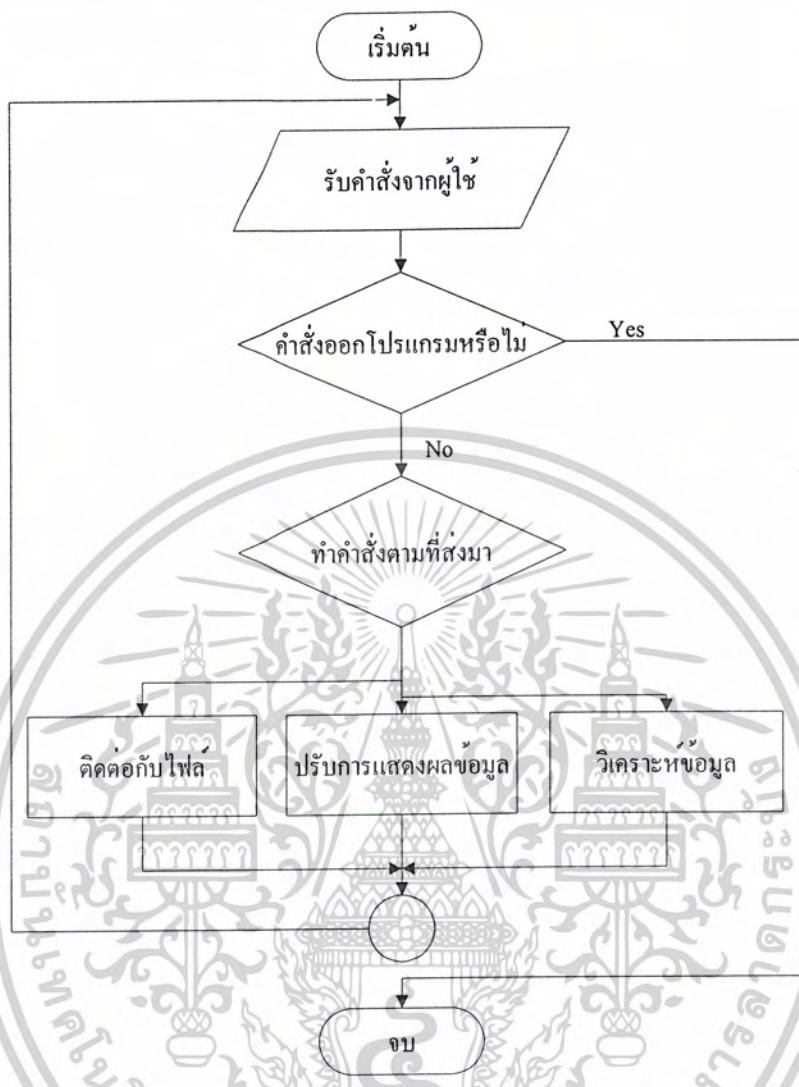 เริ่มต้น
รับคำสั่งจากผู้ใช้
คำสั่งออกโปรแกรมหรือไม่
Yes
No
ทำคำสั่งตามที่ส่งมา
ติดต่อกับไฟล์
ปรับการแสดงผลข้อมูล
วิเคราะห์ข้อมูล
จบ